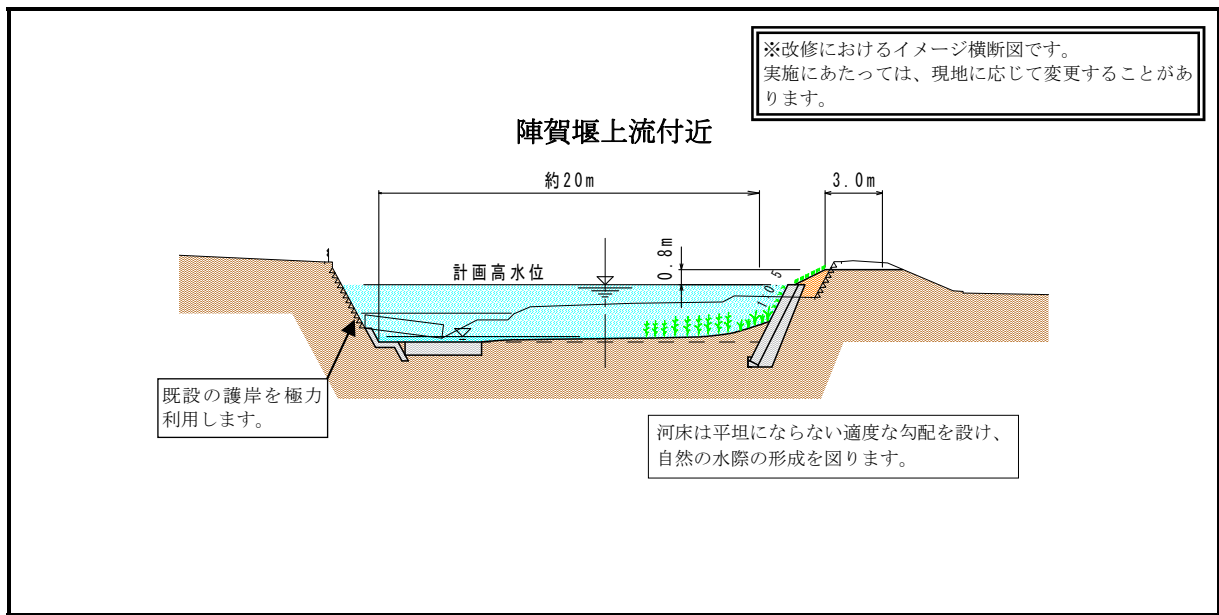 ※改修におけるイメージ横断図です。
実施にあたっては、現地に応じて変更することがあ
ります。
陣賀堰上流付近
約20m
3.0m
0.8m
計画高水位
1:0.5
既設の護岸を極力
利用します。
河床は平坦にならない適度な勾配を設け、
自然の水際の形成を図ります。